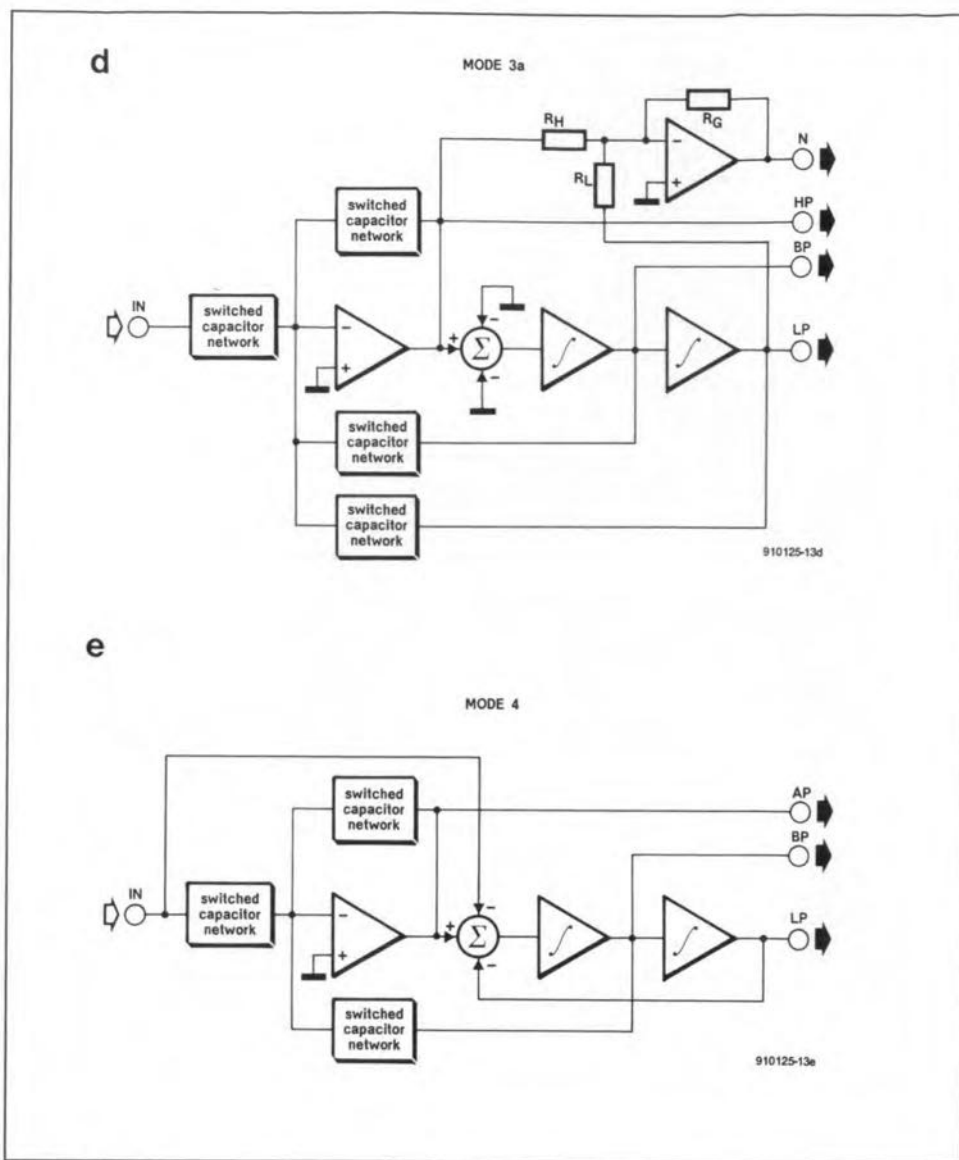 d
MODE 3a
RH
RG
N
RL
HP
BP
LP
IN
switched
capacitor
network
switched
capacitor
network
switched
capacitor
network
switched
capacitor
network
-
+
-
+
+
-
-
Σ
∫
∫
910125-13d
e
MODE 4
AP
BP
LP
IN
switched
capacitor
network
switched
capacitor
network
switched
capacitor
network
-
+
+
-
-
Σ
∫
∫
910125-13e